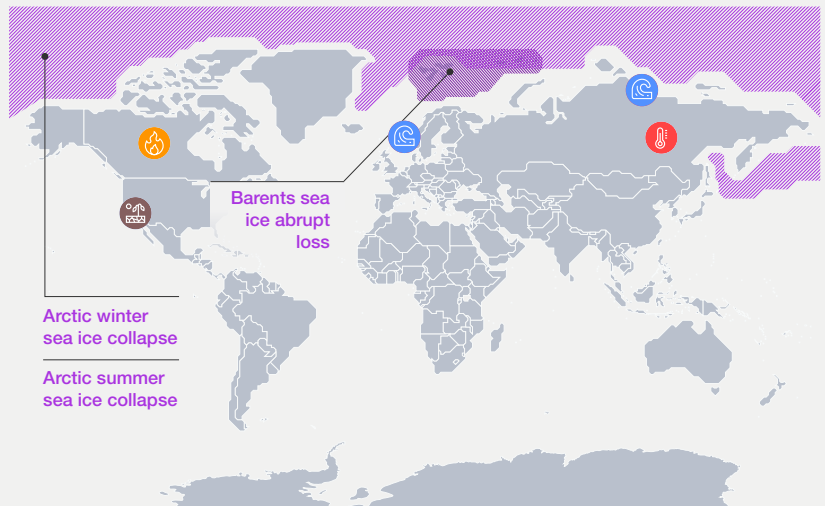 Barents sea
ice abrupt
loss
Arctic winter
sea ice collapse
Arctic summer
sea ice collapse